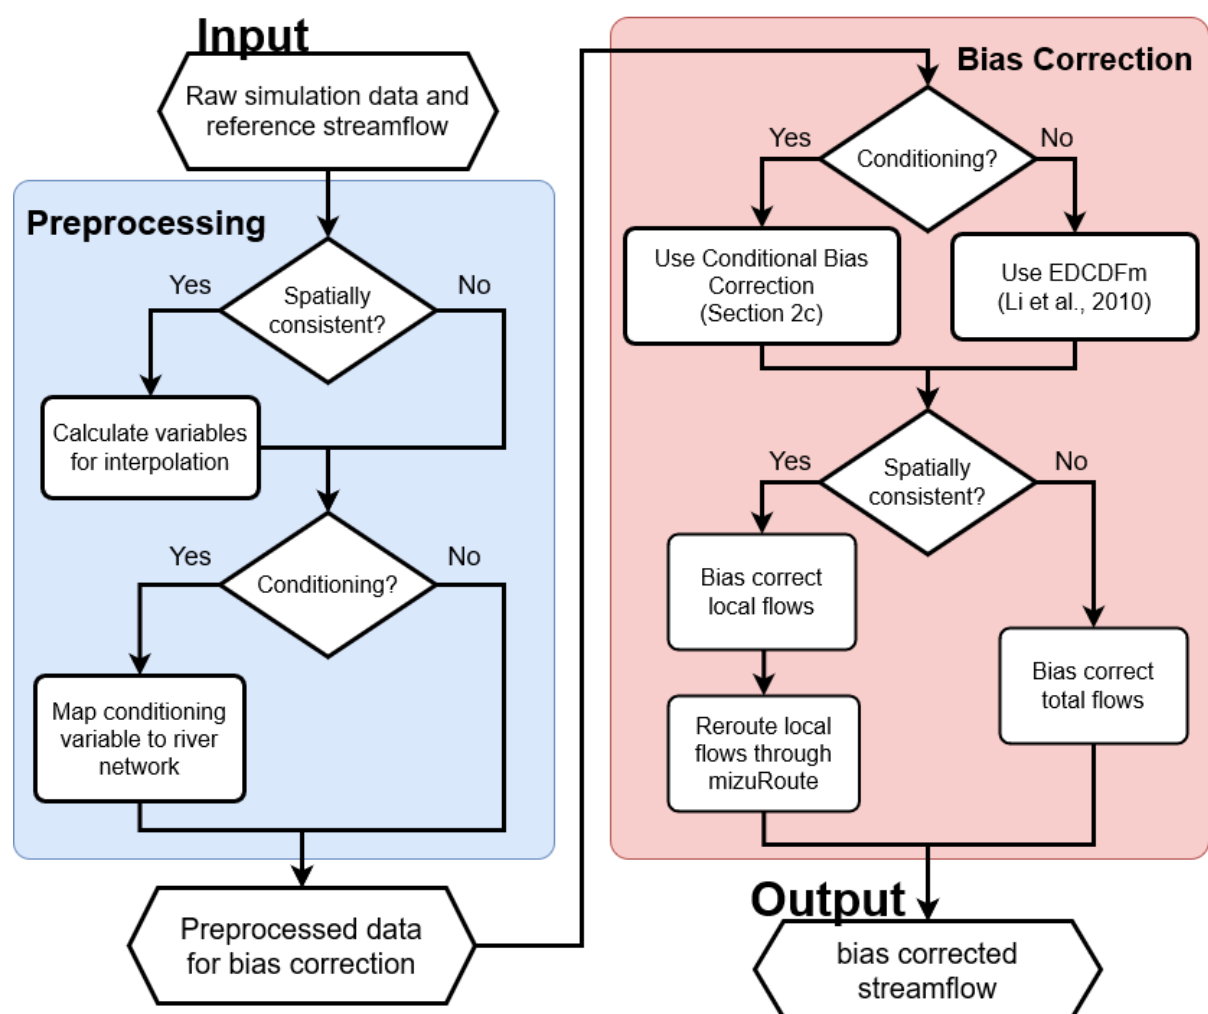 Input
Raw simulation data and
reference streamflow
Preprocessing
Spatially
consistent?
Yes
No
Calculate variables
for interpolation
Conditioning?
Yes
No
Map conditioning
variable to river
network
Preprocessed data
for bias correction
Bias Correction
Conditioning?
Yes
No
Use Conditional Bias
Correction
(Section 2c)
Use EDCDFm
(Li et al., 2010)
Spatially
consistent?
Yes
No
Bias correct
local flows
Reroute local
flows through
mizuRoute
Bias correct
total flows
Output
bias corrected
streamflow